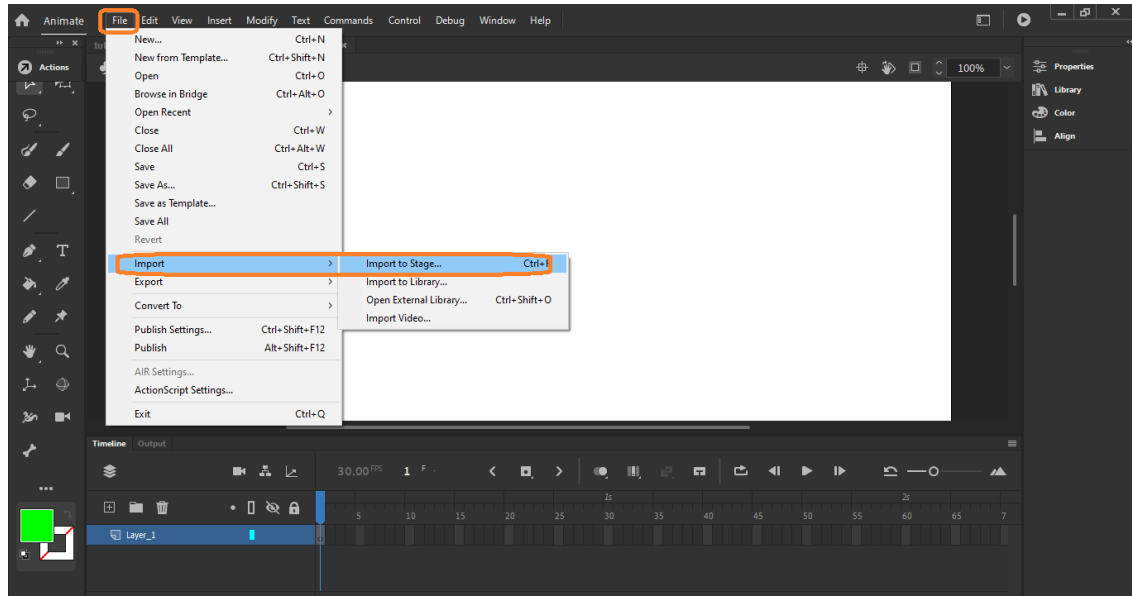 Animate File Edit View Insert Modify Text Commands Control Debug Window Help
Actions
100%
Properties
Library
Color
Align
New... Ctrl+N
New from Template... Ctrl+Shift+N
Open Ctrl+O
Browse in Bridge Ctrl+Alt+O
Open Recent
Close Ctrl+W
Close All Ctrl+Alt+W
Save Ctrl+S
Save As... Ctrl+Shift+S
Save as Template...
Save All
Revert
Import
Export
Convert To
Publish Settings... Ctrl+Shift+F12
Publish Alt+Shift+F12
AIR Settings...
ActionScript Settings...
Exit Ctrl+Q
Import to Stage...
Import to Library...
Open External Library... Ctrl+Shift+O
Import Video...
Timeline Output
30.00 FPS 1 F
1s 2s
5 10 15 20 25 30 35 40 45 50 55 60 65 7
Layer_1
T